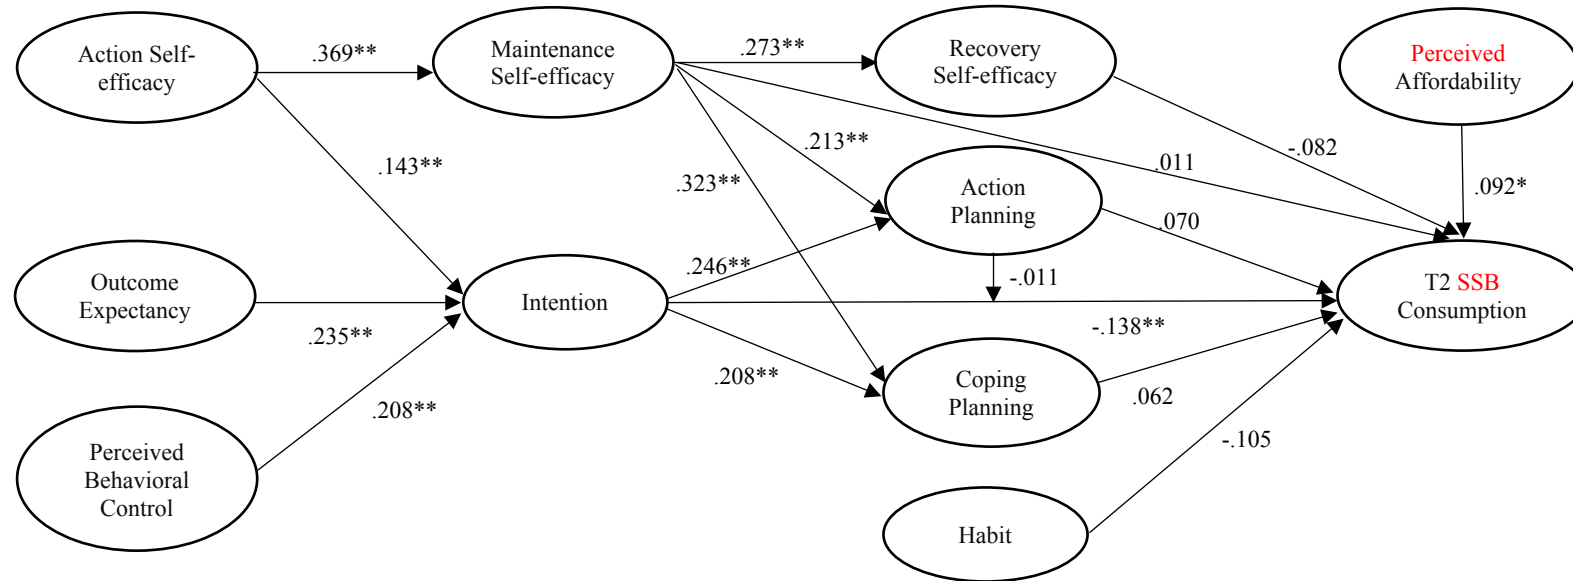 Action Self-
efficacy
.369**
Maintenance
Self-efficacy
.273**
Recovery
Self-efficacy
Perceived
Affordability
.143**
.213**
.323**
.011
-.082
.092*
Action
Planning
.070
Outcome
Expectancy
.235**
Intention
.246**
-.011
-.138**
T2 SSB
Consumption
.208**
.208**
Coping
Planning
.062
-.105
Perceived
Behavioral
Control
Habit